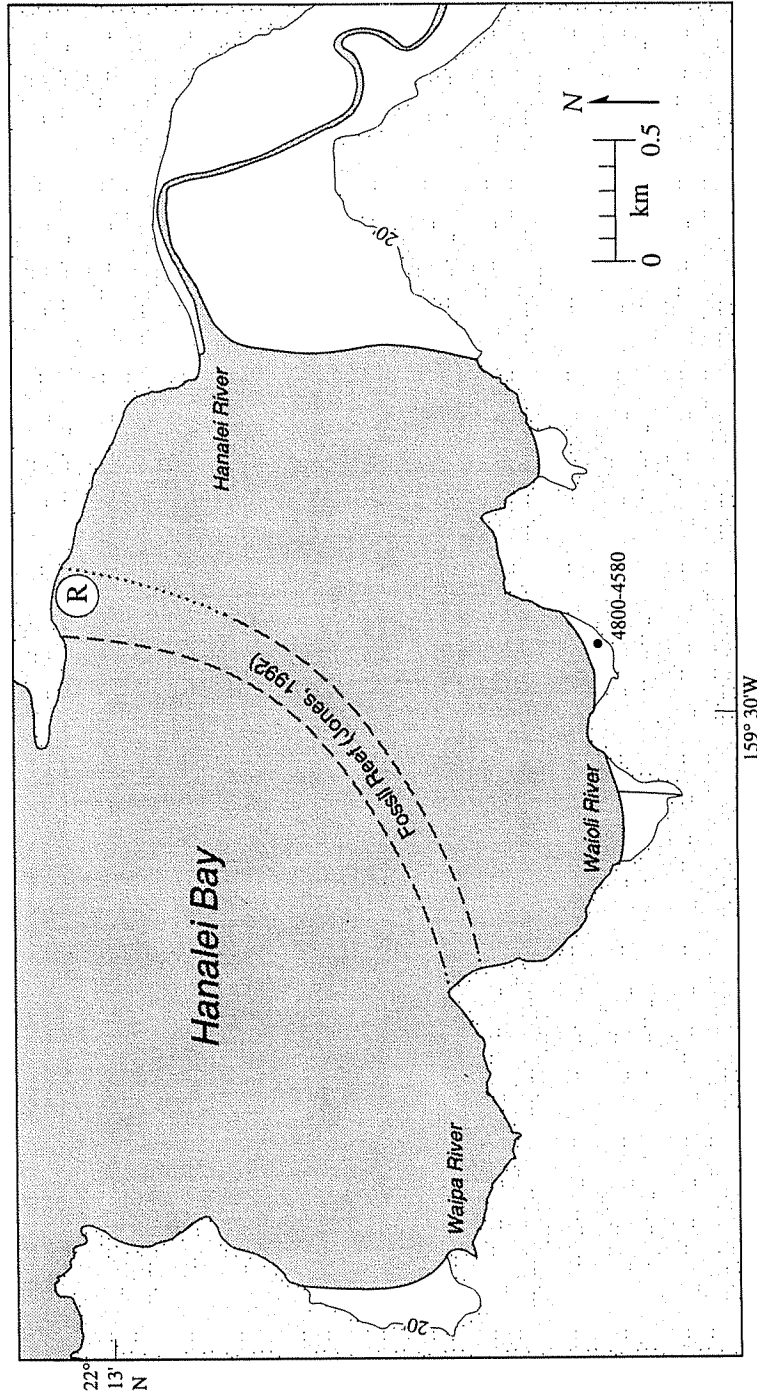 22°
13'
N
Hanalei Bay
Hanalei River
R
Fossil Reef (Jones, 1992)
Waipa River
Waioli River
20'
20'
4800-4580
159° 30'W
N
0 0.5
km